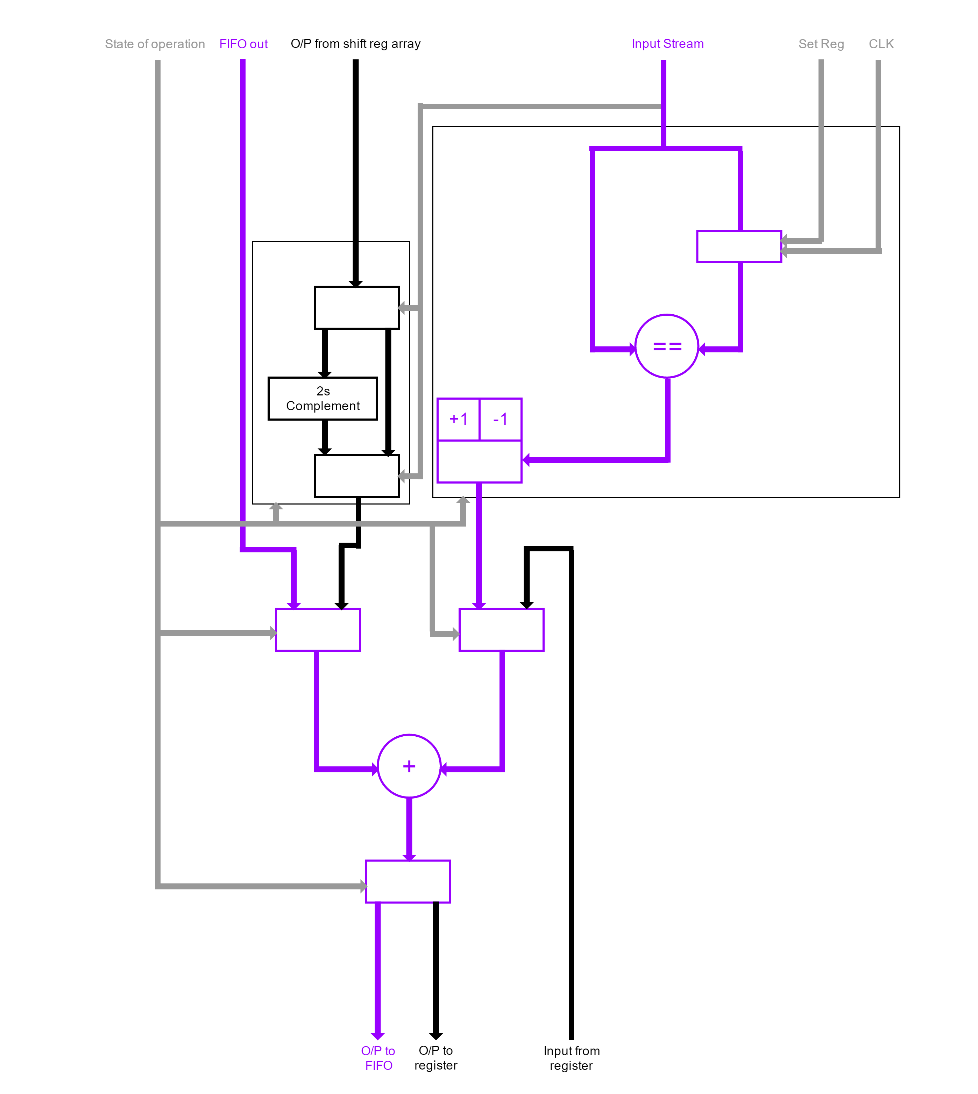 State of operation
FIFO out
O/P from shift reg array
Input Stream
Set Reg
CLK
==
2s
Complement
+1
-1
+
O/P to
FIFO
O/P to
register
Input from
register